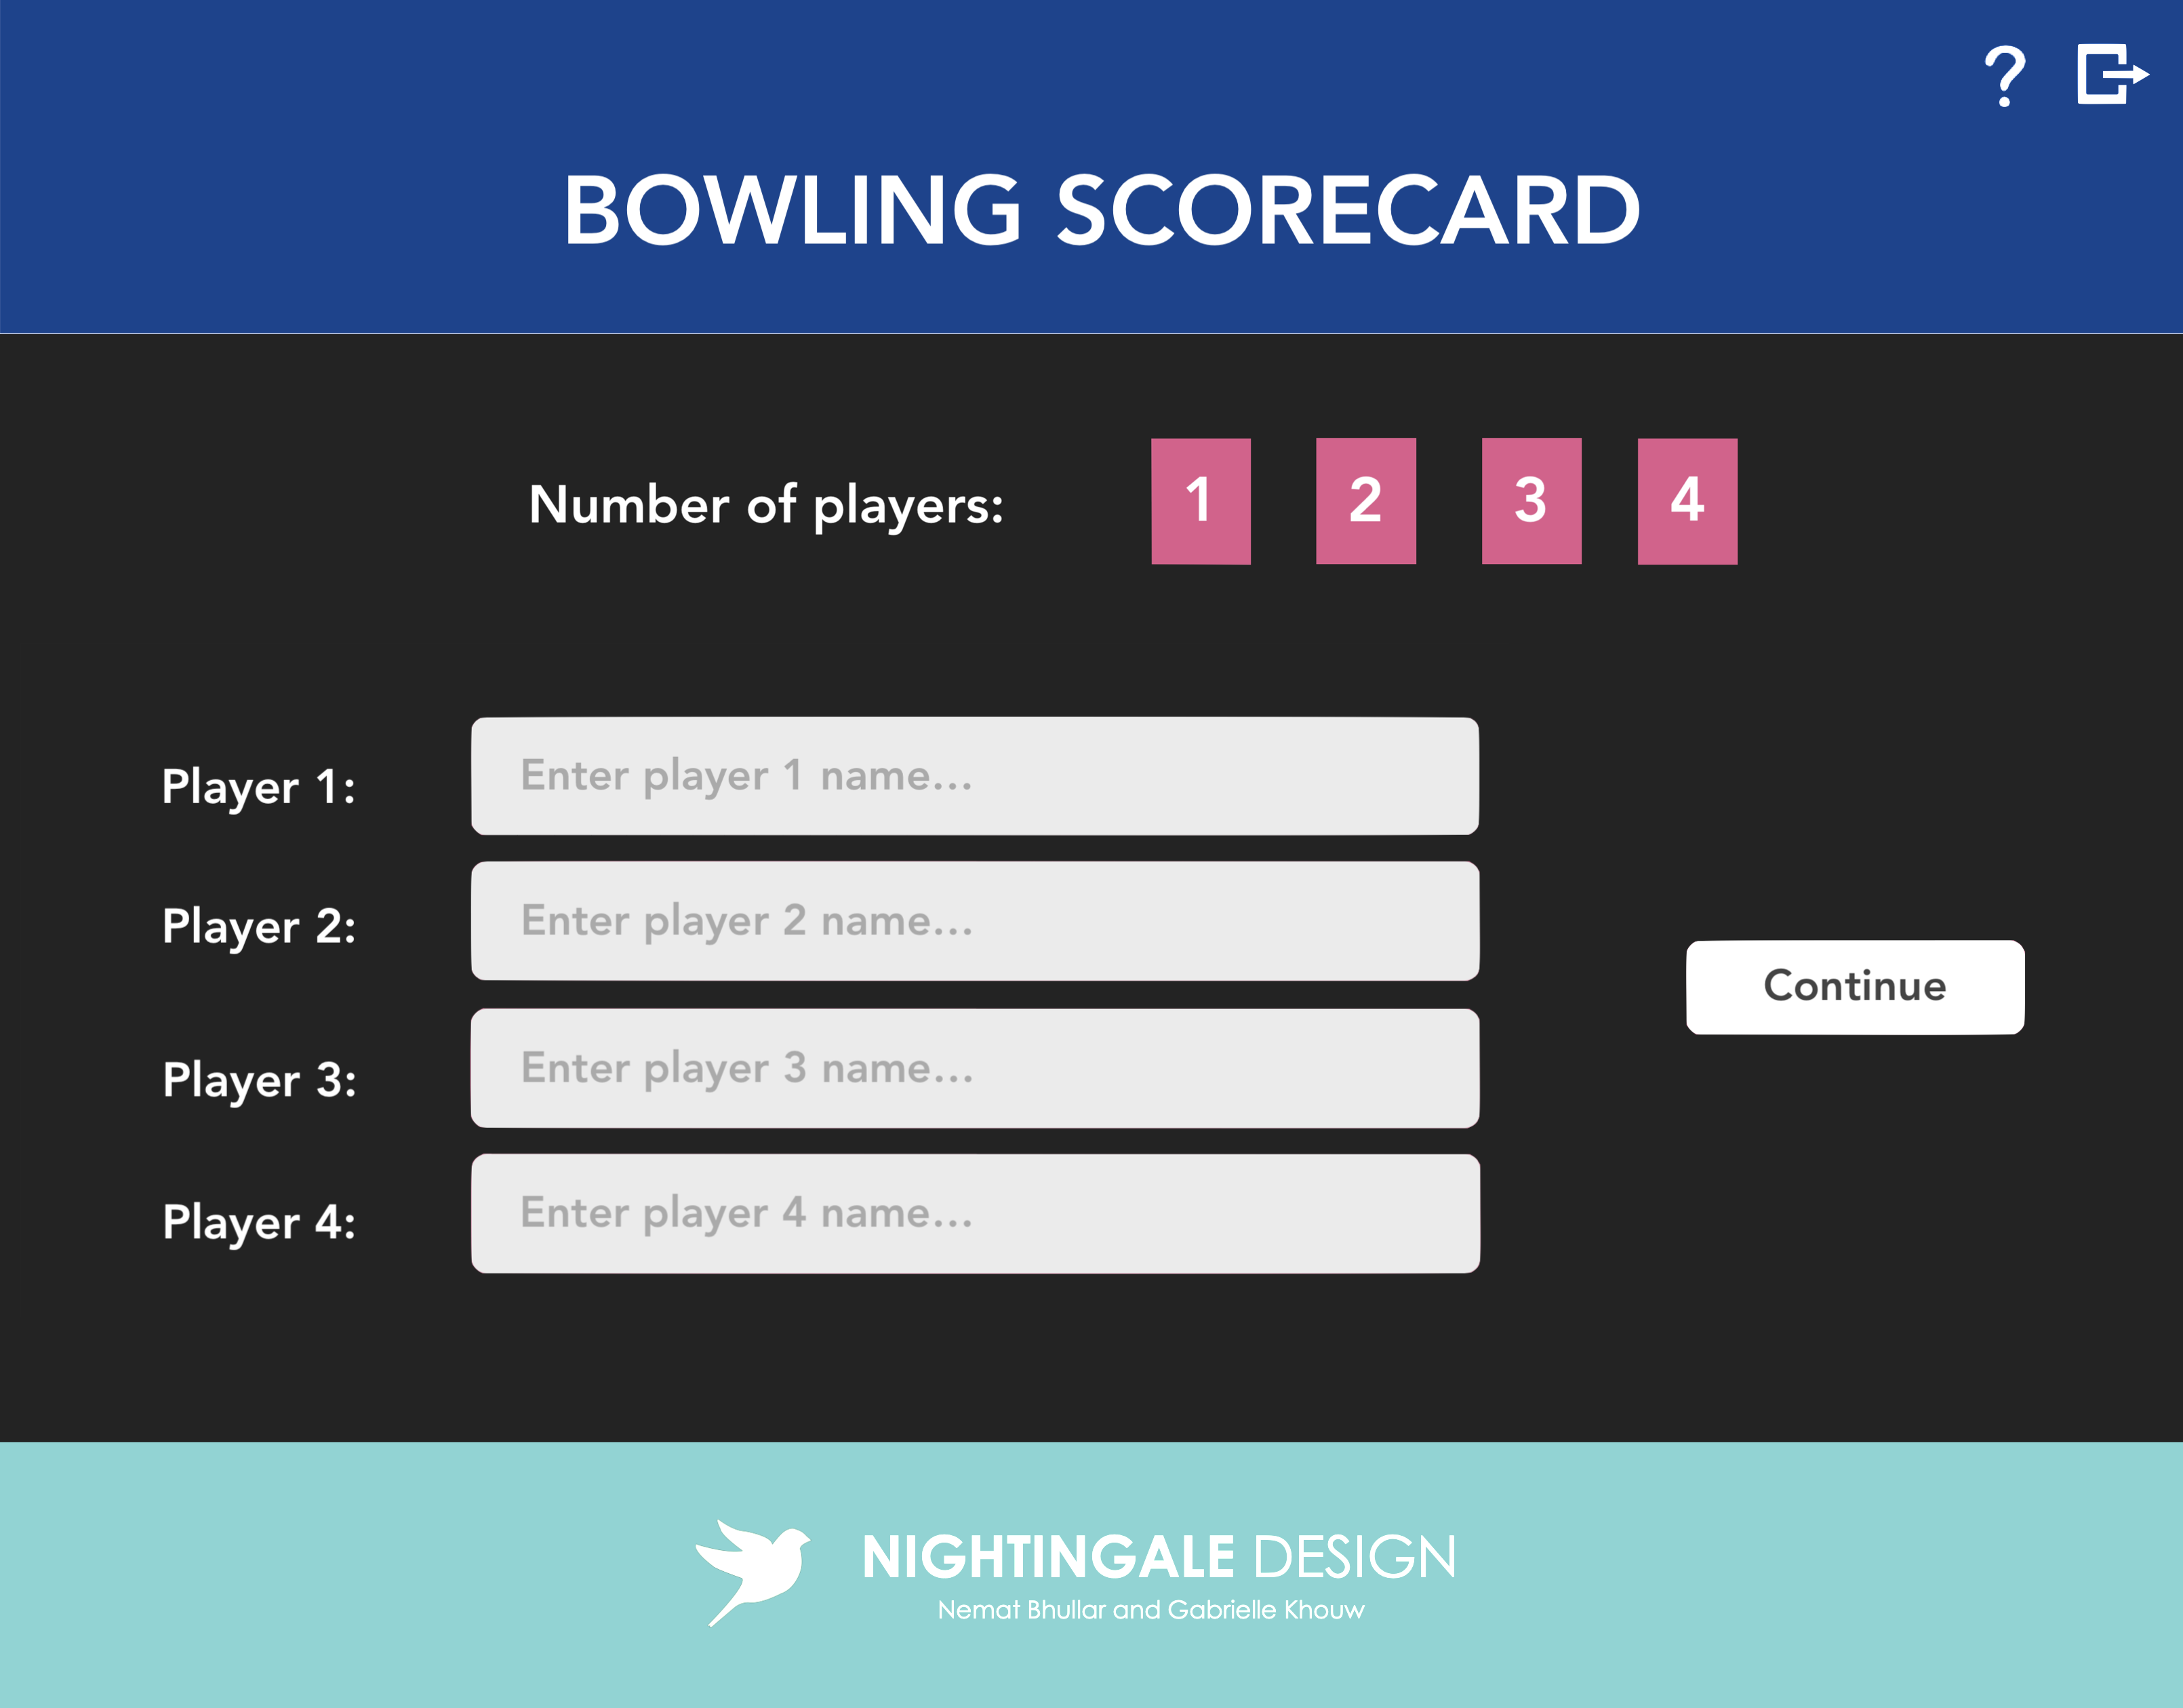 ?
BOWLING SCORECARD
Number of players: 1 2 3 4
Player 1: Enter player 1 name...
Player 2: Enter player 2 name...
Continue
Player 3: Enter player 3 name...
Player 4: Enter player 4 name...
NIGHTINGALE DESIGN
Nemat Bhullar and Gabrielle Khouw